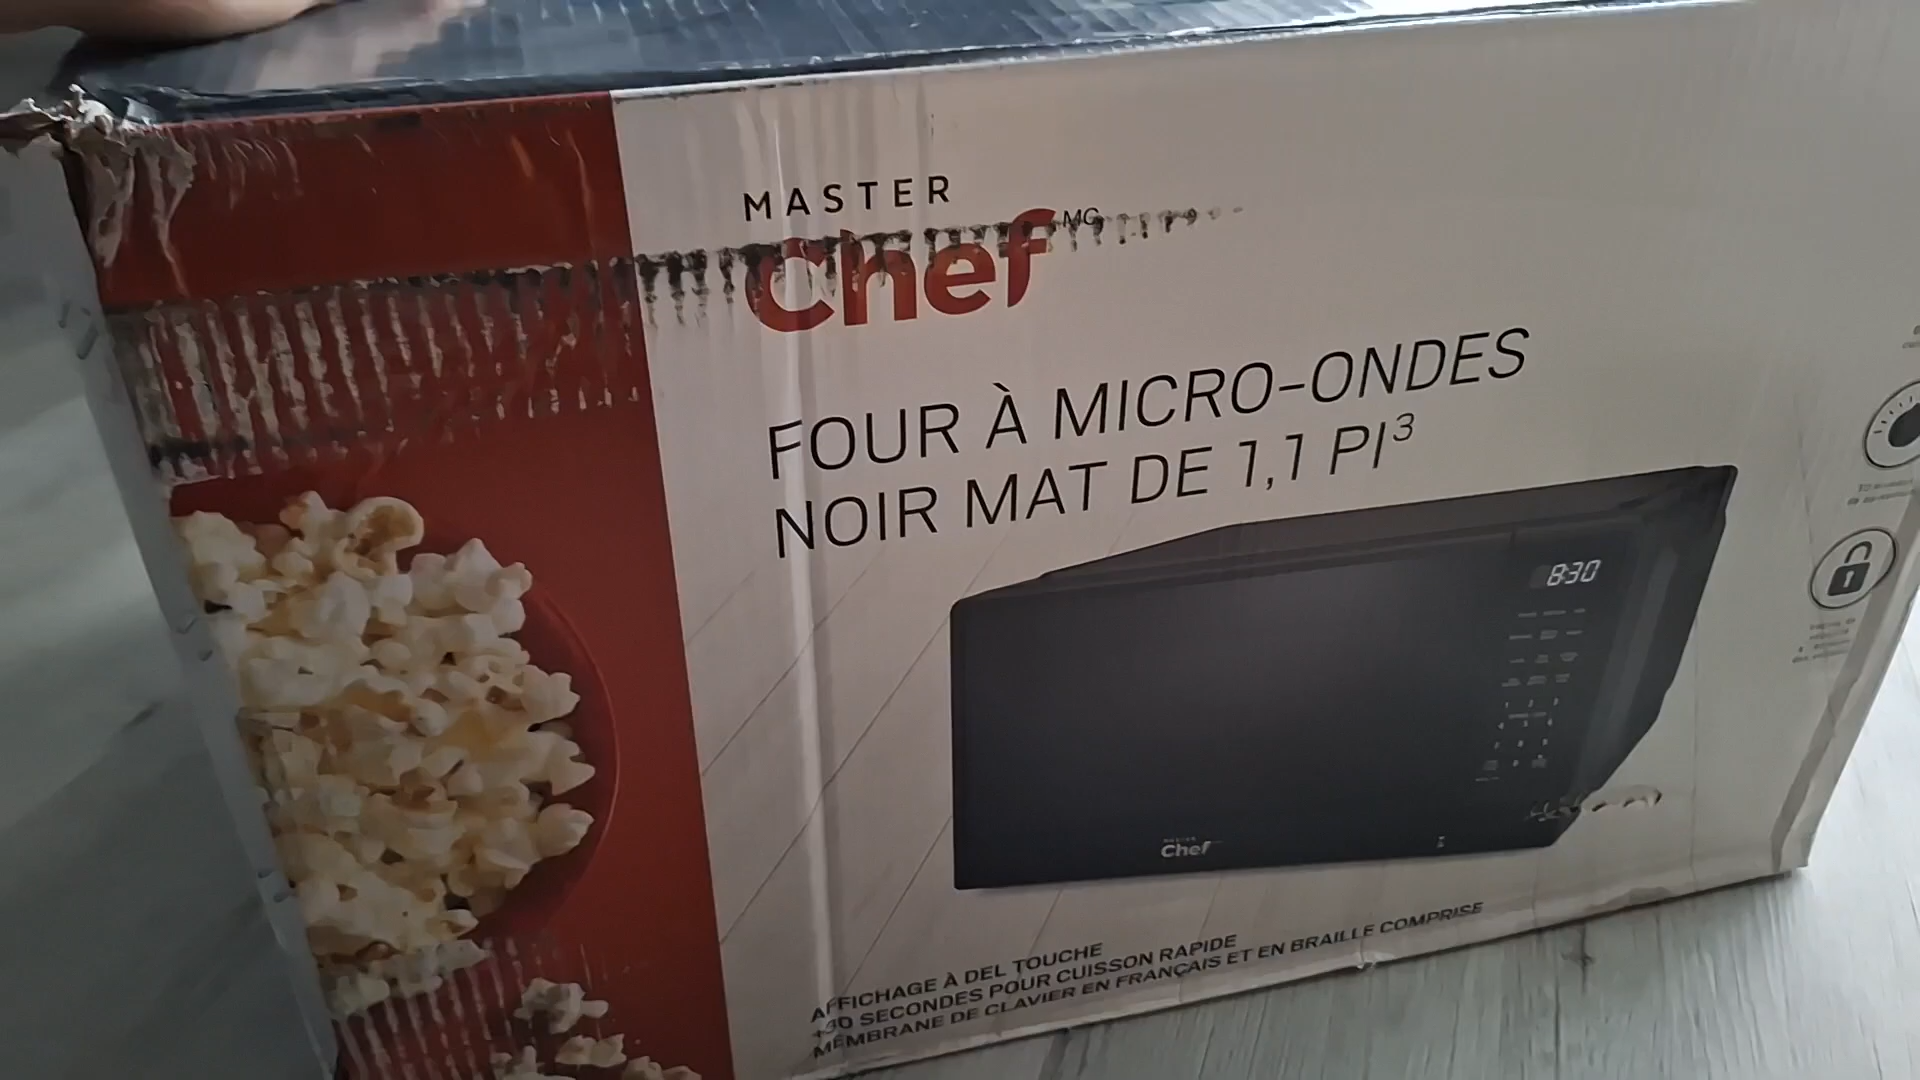 MASTER
Chef MC
FOUR À MICRO-ONDES
NOIR MAT DE 1,1 PI³
8:30
Chef
AFFICHAGE À DEL TOUCHE
+30 SECONDES POUR CUISSON RAPIDE
MEMBRANE DE CLAVIER EN FRANÇAIS ET EN BRAILLE COMPRISE